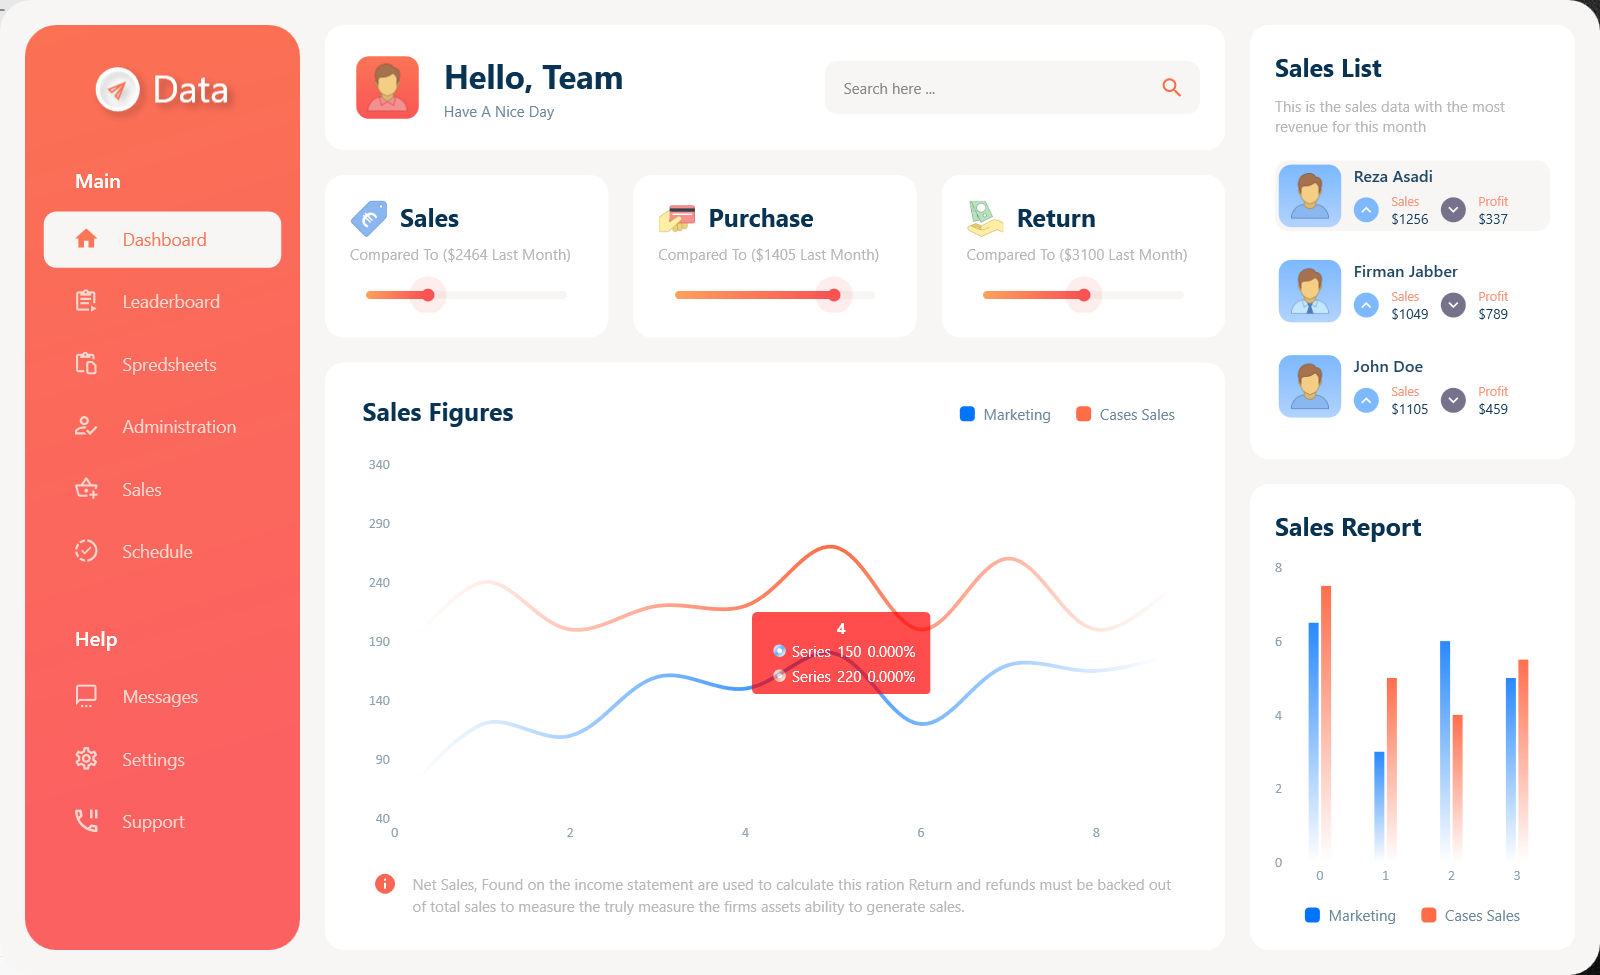 Data
Main
Dashboard
Leaderboard
Spredsheets
Administration
Sales
Schedule
Help
Messages
Settings
Support
Hello, Team
Have A Nice Day
Search here ...
Sales
Compared To ($2464 Last Month)
Purchase
Compared To ($1405 Last Month)
Return
Compared To ($3100 Last Month)
Sales Figures
Marketing
Cases Sales
340
290
240
190
140
90
40
0 2 4 6 8
4
Series 150 0.000%
Series 220 0.000%
Net Sales, Found on the income statement are used to calculate this ration Return and refunds must be backed out
of total sales to measure the truly measure the firms assets ability to generate sales.
Sales List
This is the sales data with the most
revenue for this month
Reza Asadi
Sales Profit
$1256 $337
Firman Jabber
Sales Profit
$1049 $789
John Doe
Sales Profit
$1105 $459
Sales Report
8
6
4
2
0
0 1 2 3
Marketing
Cases Sales